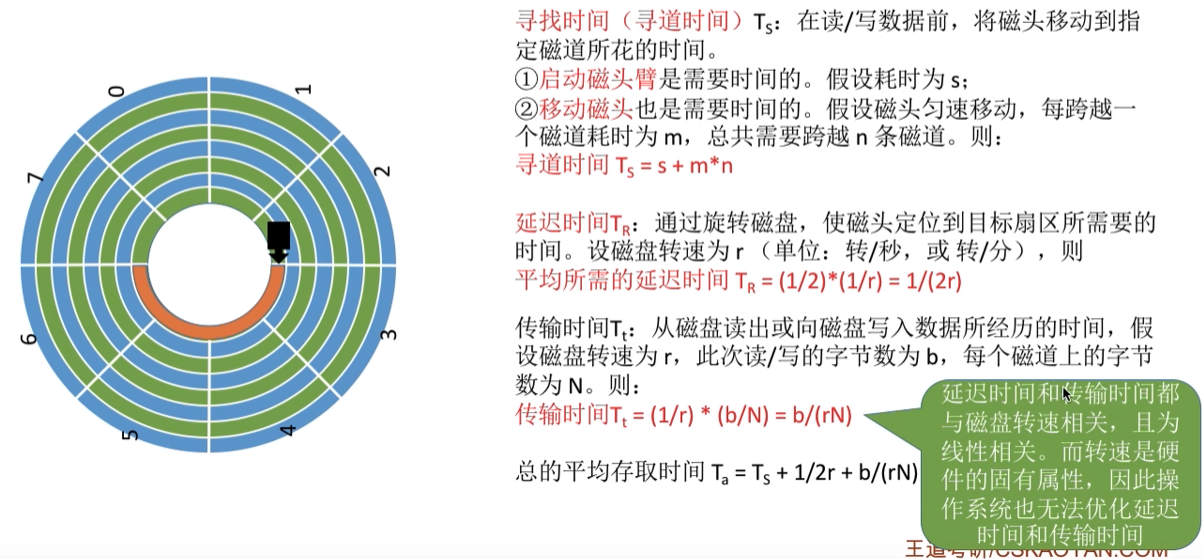 寻找时间（寻道时间）TS：在读/写数据前，将磁头移动到指
定磁道所花的时间。
①启动磁头臂是需要时间的。假设耗时为 s；
②移动磁头也是需要时间的。假设磁头匀速移动，每跨越一
个磁道耗时为 m，总共需要跨越 n 条磁道。则：
寻道时间 TS = s + m*n
延迟时间TR：通过旋转磁盘，使磁头定位到目标扇区所需要的
时间。设磁盘转速为 r （单位：转/秒，或 转/分），则
平均所需的延迟时间 TR = (1/2)*(1/r) = 1/(2r)
传输时间Tt：从磁盘读出或向磁盘写入数据所经历的时间，假
设磁盘转速为 r，此次读/写的字节数为 b，每个磁道上的字节
数为 N。则：
传输时间Tt = (1/r) * (b/N) = b/(rN)
总的平均存取时间 Ta = TS + 1/2r + b/(rN)
延迟时间和传输时间都
与磁盘转速相关，且为
线性相关。而转速是硬
件的固有属性，因此操
作系统也无法优化延迟
时间和传输时间
王道考研/CSKAOYAN.COM
0
1
2
3
4
5
6
7